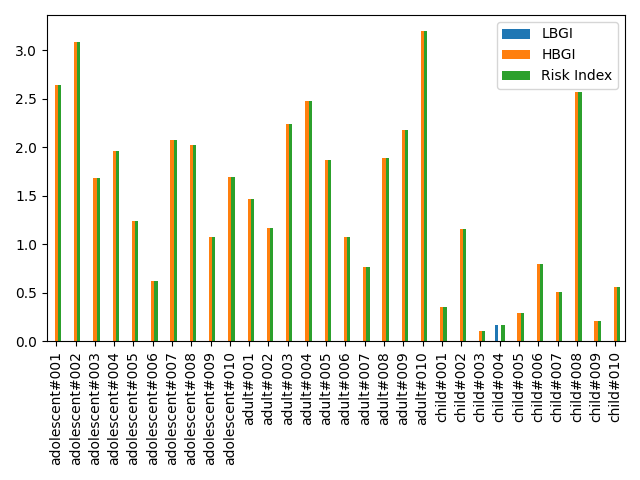 LBGI
HBGI
Risk Index
3.0
2.5
2.0
1.5
1.0
0.5
0.0
adolescent#001
adolescent#002
adolescent#003
adolescent#004
adolescent#005
adolescent#006
adolescent#007
adolescent#008
adolescent#009
adolescent#010
adult#001
adult#002
adult#003
adult#004
adult#005
adult#006
adult#007
adult#008
adult#009
adult#010
child#001
child#002
child#003
child#004
child#005
child#006
child#007
child#008
child#009
child#010